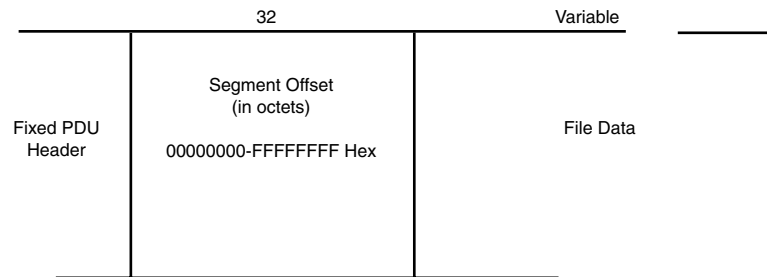 32 Variable
Segment Offset
(in octets)
Fixed PDU
Header
00000000-FFFFFFFF Hex
File Data